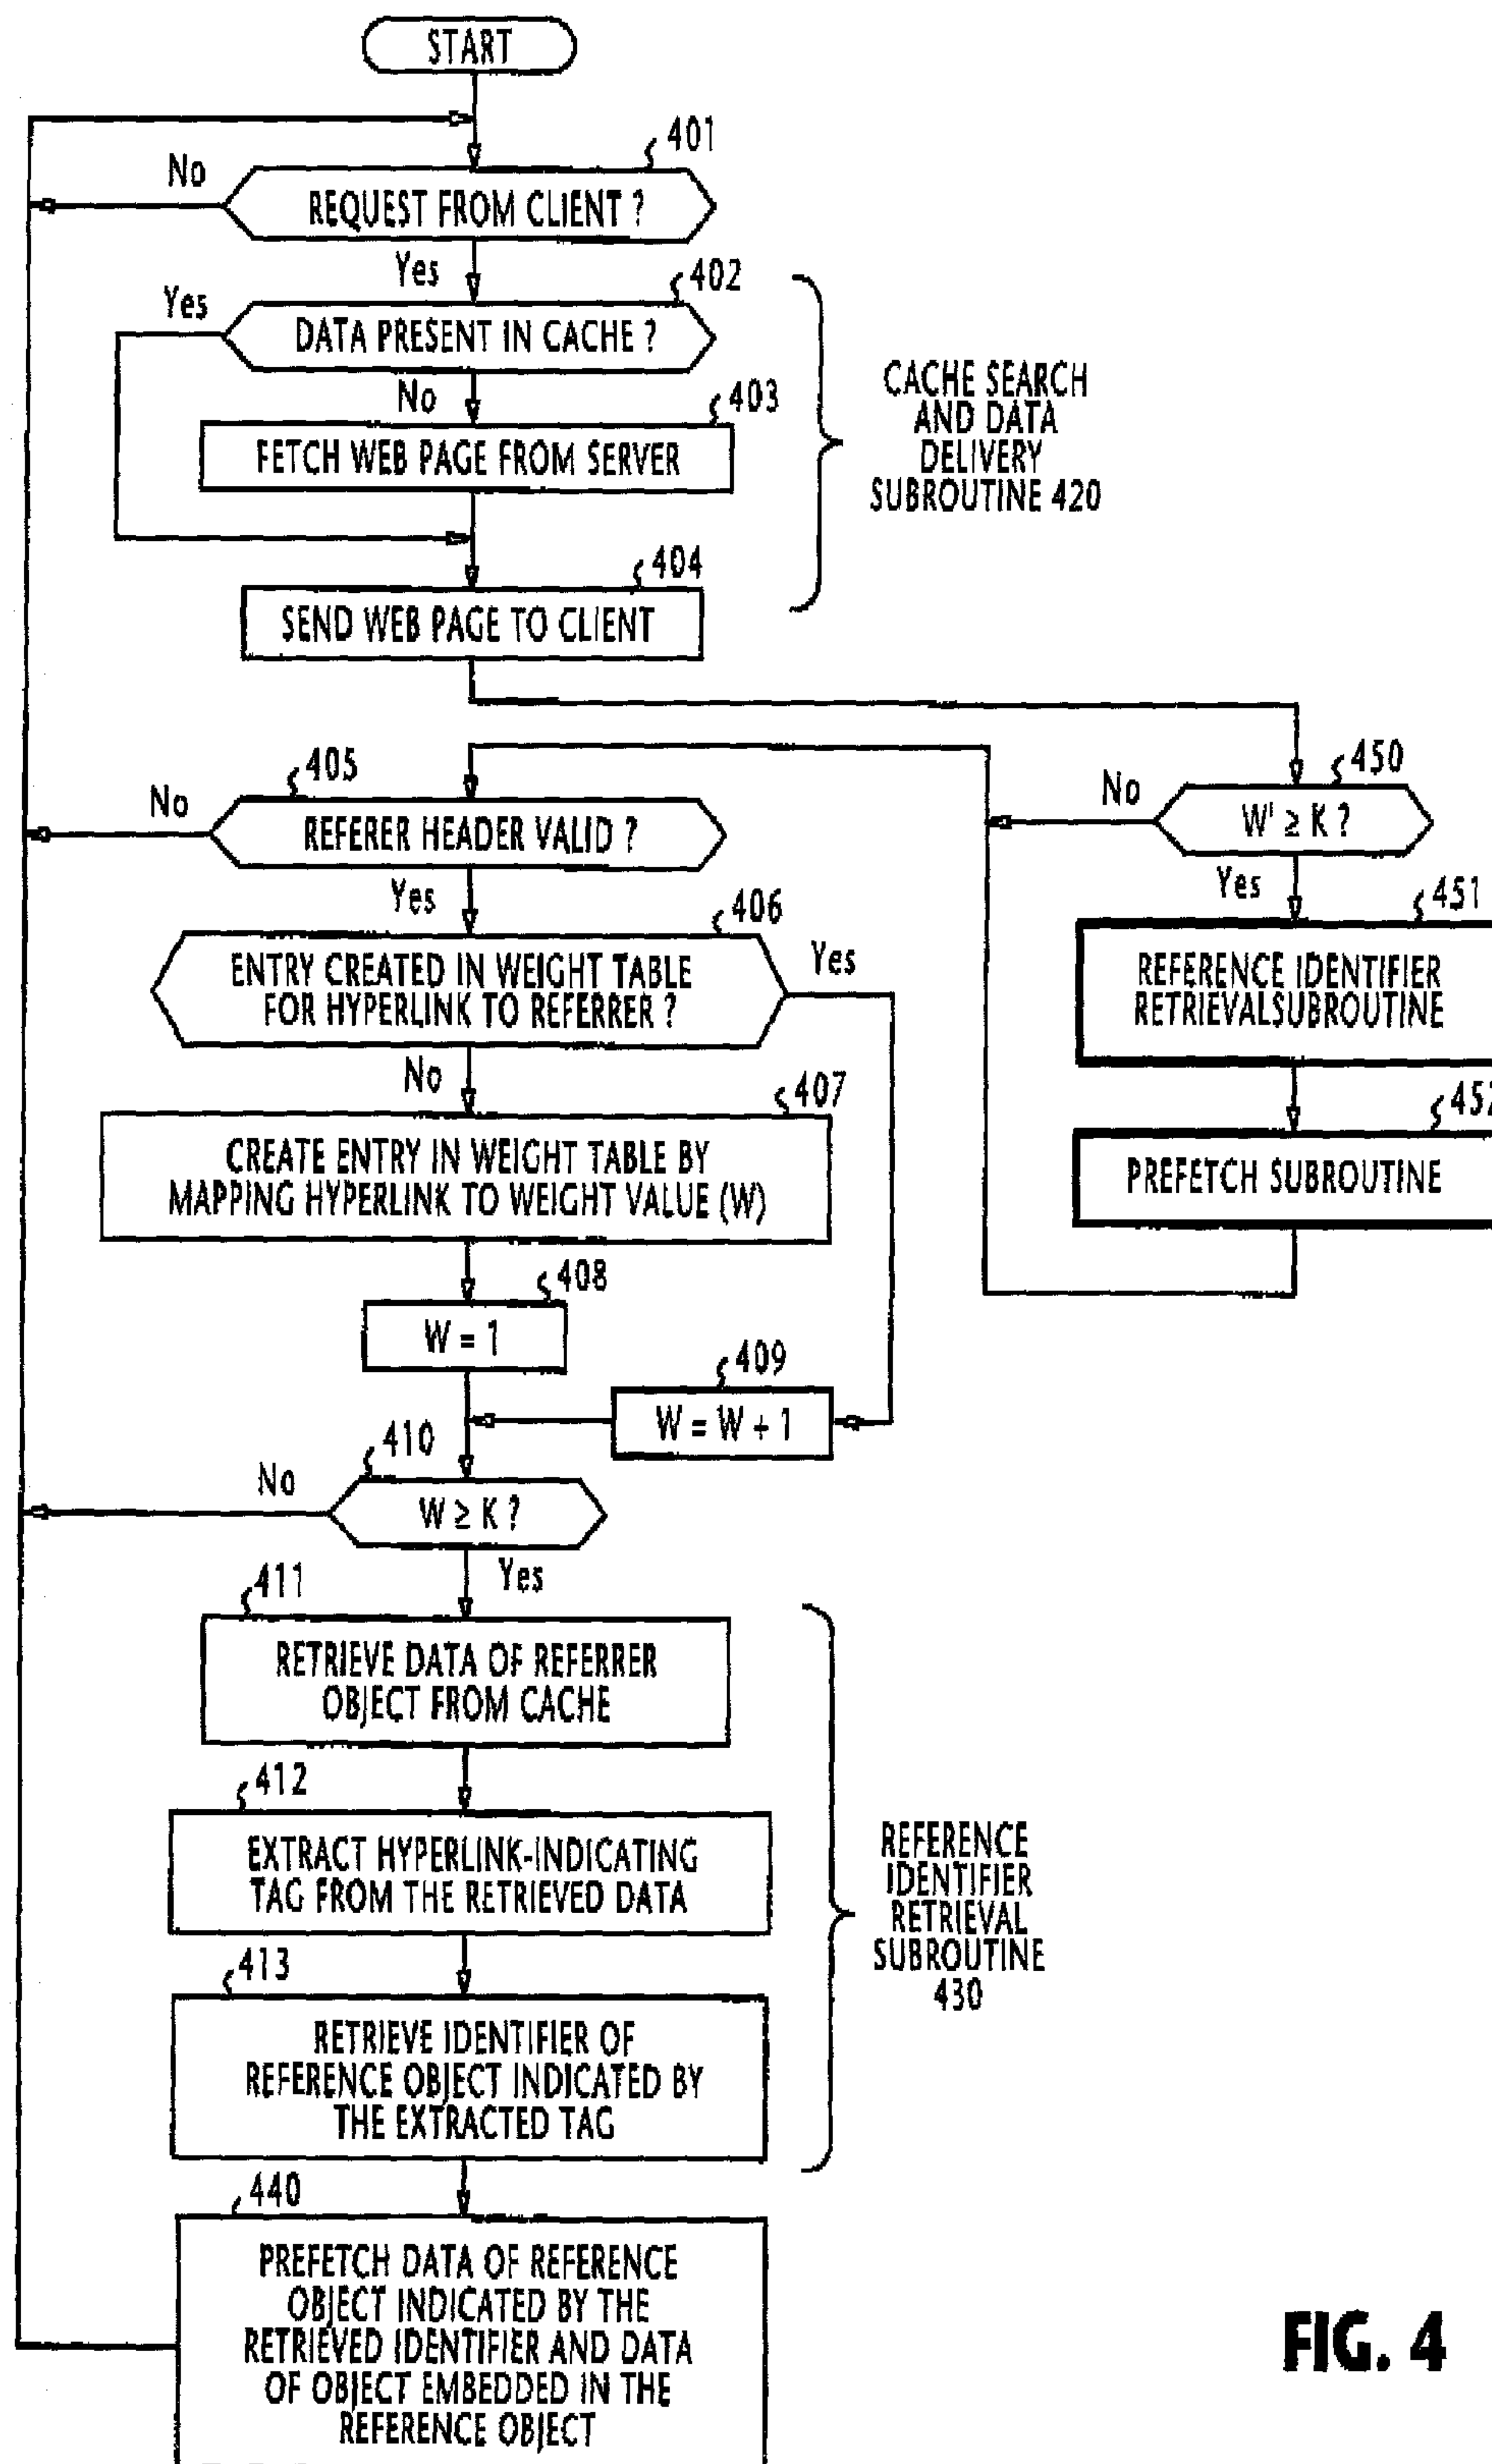 START
401
No
REQUEST FROM CLIENT ?
Yes
402
Yes
DATA PRESENT IN CACHE ?
No
403
FETCH WEB PAGE FROM SERVER
CACHE SEARCH
AND DATA
DELIVERY
SUBROUTINE 420
404
SEND WEB PAGE TO CLIENT
450
No
W' ≥ K ?
Yes
451
REFERENCE IDENTIFIER
RETRIEVALSUBROUTINE
452
PREFETCH SUBROUTINE
405
No
REFERER HEADER VALID ?
Yes
406
ENTRY CREATED IN WEIGHT TABLE
FOR HYPERLINK TO REFERRER ?
Yes
No
407
CREATE ENTRY IN WEIGHT TABLE BY
MAPPING HYPERLINK TO WEIGHT VALUE (W)
408
W = 1
409
W = W + 1
410
No
W ≥ K ?
Yes
411
RETRIEVE DATA OF REFERRER
OBJECT FROM CACHE
412
EXTRACT HYPERLINK-INDICATING
TAG FROM THE RETRIEVED DATA
413
RETRIEVE IDENTIFIER OF
REFERENCE OBJECT INDICATED BY
THE EXTRACTED TAG
REFERENCE
IDENTIFIER
RETRIEVAL
SUBROUTINE
430
440
PREFETCH DATA OF REFERENCE
OBJECT INDICATED BY THE
RETRIEVED IDENTIFIER AND DATA
OF OBJECT EMBEDDED IN THE
REFERENCE OBJECT
FIG. 4